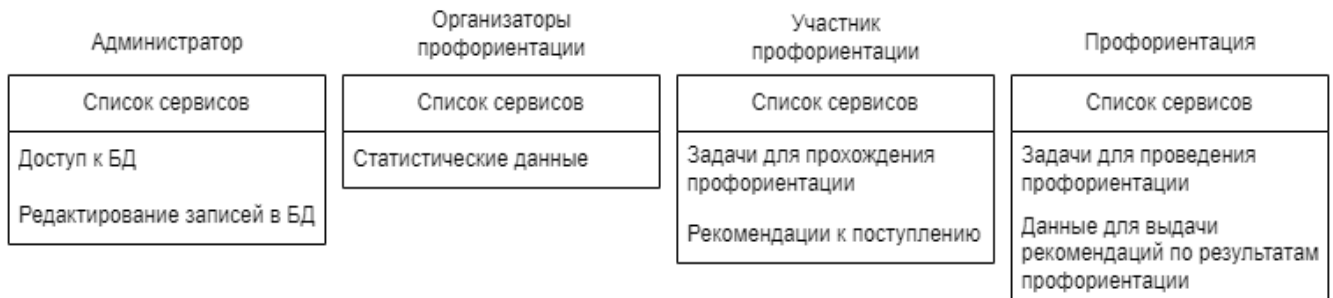 Администратор
Список сервисов
Доступ к БД
Редактирование записей в БД
Организаторы
профориентации
Список сервисов
Статистические данные
Участник
профориентации
Список сервисов
Задачи для прохождения
профориентации
Рекомендации к поступлению
Профориентация
Список сервисов
Задачи для проведения
профориентации
Данные для выдачи
рекомендаций по результатам
профориентации